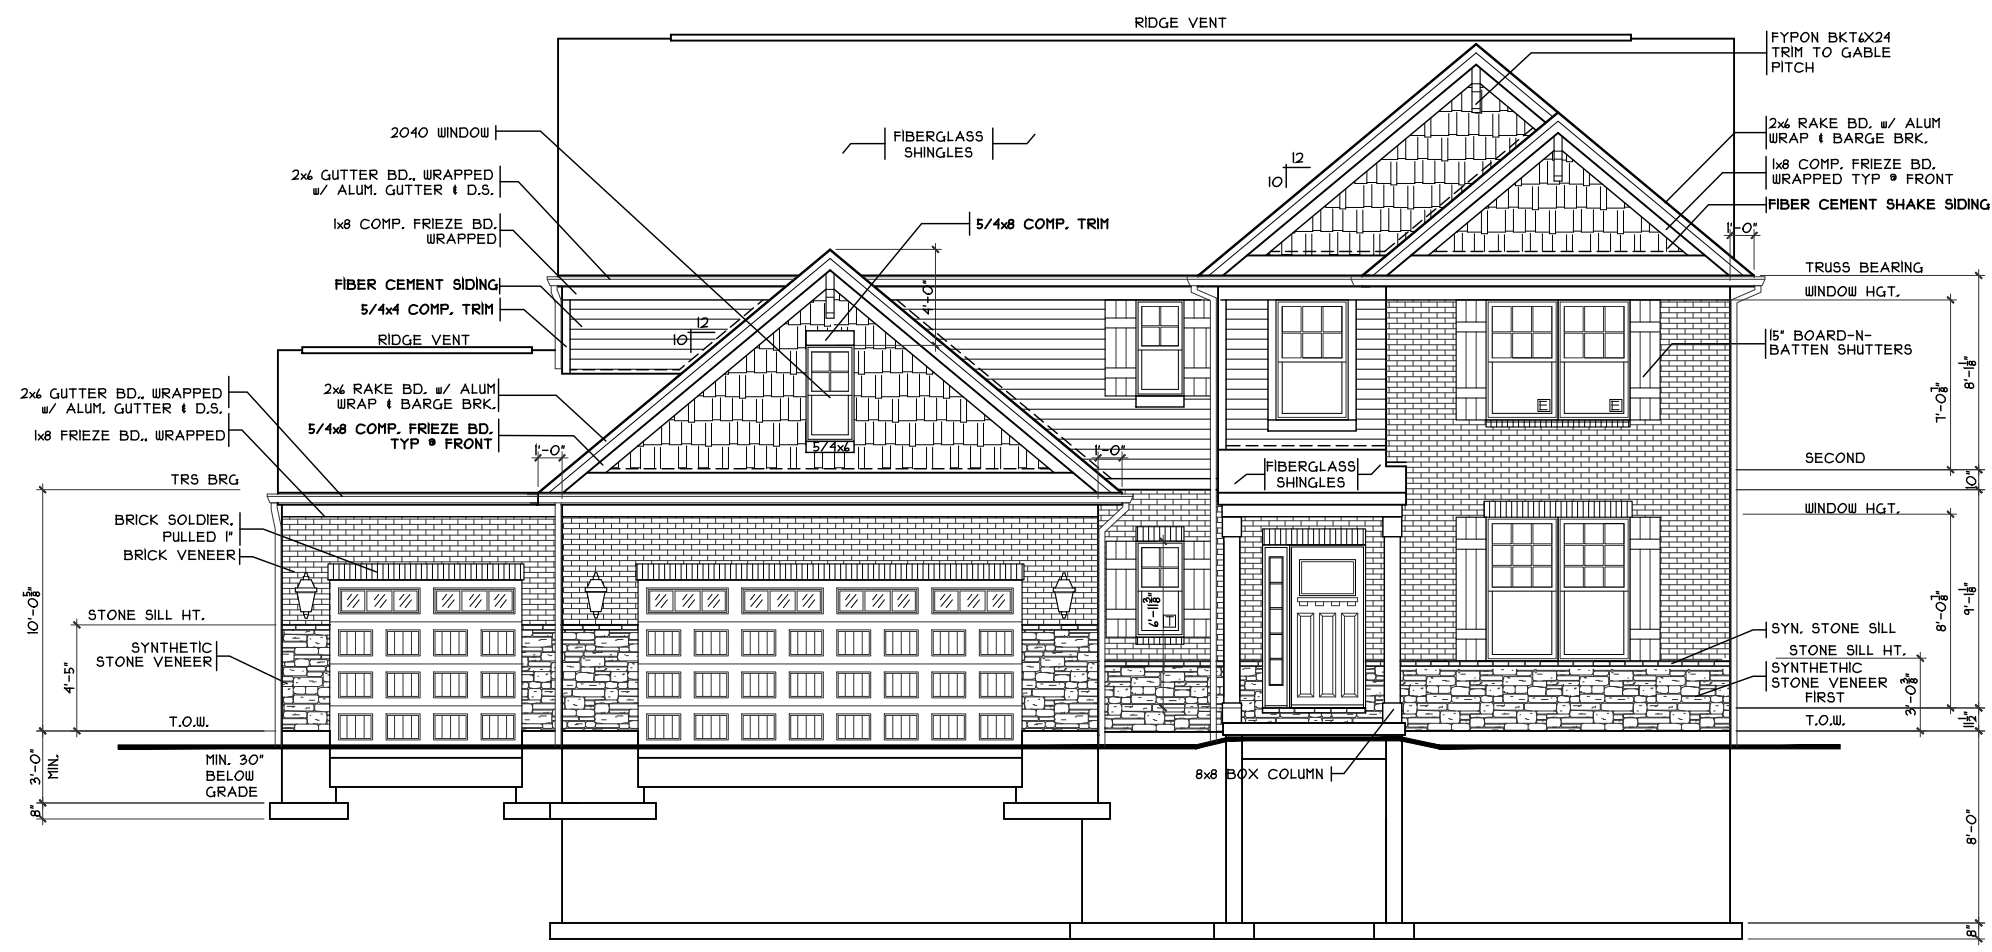 RIDGE VENT
FYPON BKT6X24
TRIM TO GABLE
PITCH
2040 WINDOW
FIBERGLASS
SHINGLES
2x6 RAKE BD. w/ ALUM
WRAP & BARGE BRK.
12
10
1x8 COMP. FRIEZE BD.
WRAPPED TYP @ FRONT
2x6 GUTTER BD., WRAPPED
w/ ALUM. GUTTER & D.S.
FIBER CEMENT SHAKE SIDING
1x8 COMP. FRIEZE BD.
WRAPPED
5/4x8 COMP. TRIM
1'-0"
TRUSS BEARING
FIBER CEMENT SIDING
4'-0"
WINDOW HGT.
5/4x4 COMP. TRIM
12
10
RIDGE VENT
15" BOARD-N-
BATTEN SHUTTERS
8'-1 1/8"
7'-0 1/8"
2x6 GUTTER BD., WRAPPED
w/ ALUM. GUTTER & D.S.
2x6 RAKE BD. w/ ALUM
WRAP & BARGE BRK.
E
E
1x8 FRIEZE BD., WRAPPED
5/4x8 COMP. FRIEZE BD.
TYP @ FRONT
1'-0"
5/4x6
1'-0"
SECOND
FIBERGLASS
SHINGLES
10"
TRS BRG
WINDOW HGT.
BRICK SOLDIER,
PULLED 1"
BRICK VENEER
10'-0 5/8"
6'-11 3/8"
T
8'-0 1/8"
9'-1 1/8"
STONE SILL HT.
SYN. STONE SILL
STONE SILL HT.
SYNTHETIC
STONE VENEER
4'-5"
SYNTHETHIC
STONE VENEER
FIRST
3'-0 3/8"
T.O.W.
T.O.W.
11 1/2"
3'-0"
MIN.
MIN. 30"
BELOW
GRADE
8x8 BOX COLUMN
8"
8'-0"
8"